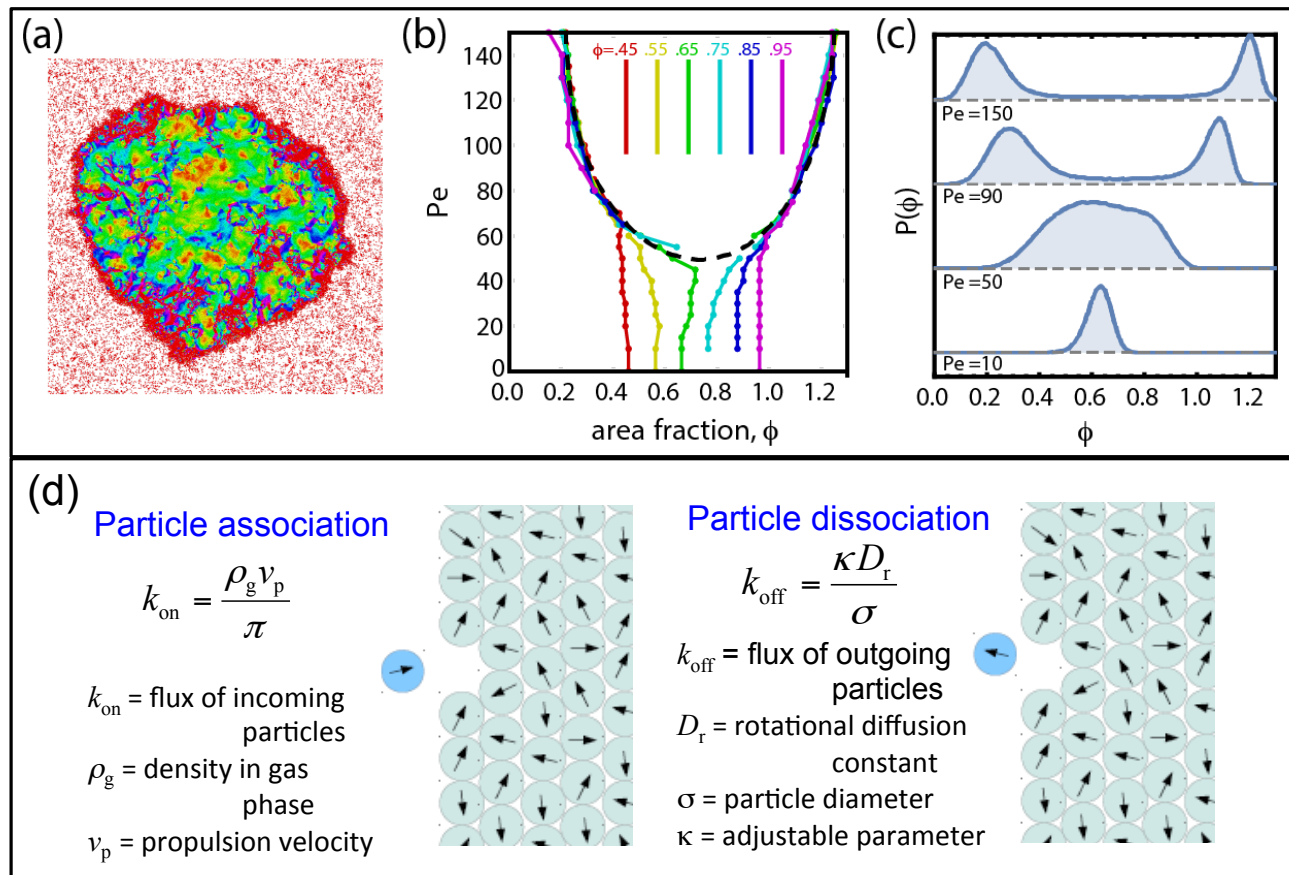 (a)
(b)
φ=.45 .55 .65 .75 .85 .95
140
120
100
80
60
40
20
0
Pe
0.0 0.2 0.4 0.6 0.8 1.0 1.2
area fraction, ϕ
(c)
P(ϕ)
Pe =150
Pe =90
Pe =50
Pe =10
0.0 0.2 0.4 0.6 0.8 1.0 1.2
ϕ
(d)
Particle association
k_on = ρ_g v_p / π
k_on = flux of incoming
particles
ρ_g = density in gas
phase
v_p = propulsion velocity
Particle dissociation
k_off = κD_r / σ
k_off = flux of outgoing
particles
D_r = rotational diffusion
constant
σ = particle diameter
κ = adjustable parameter